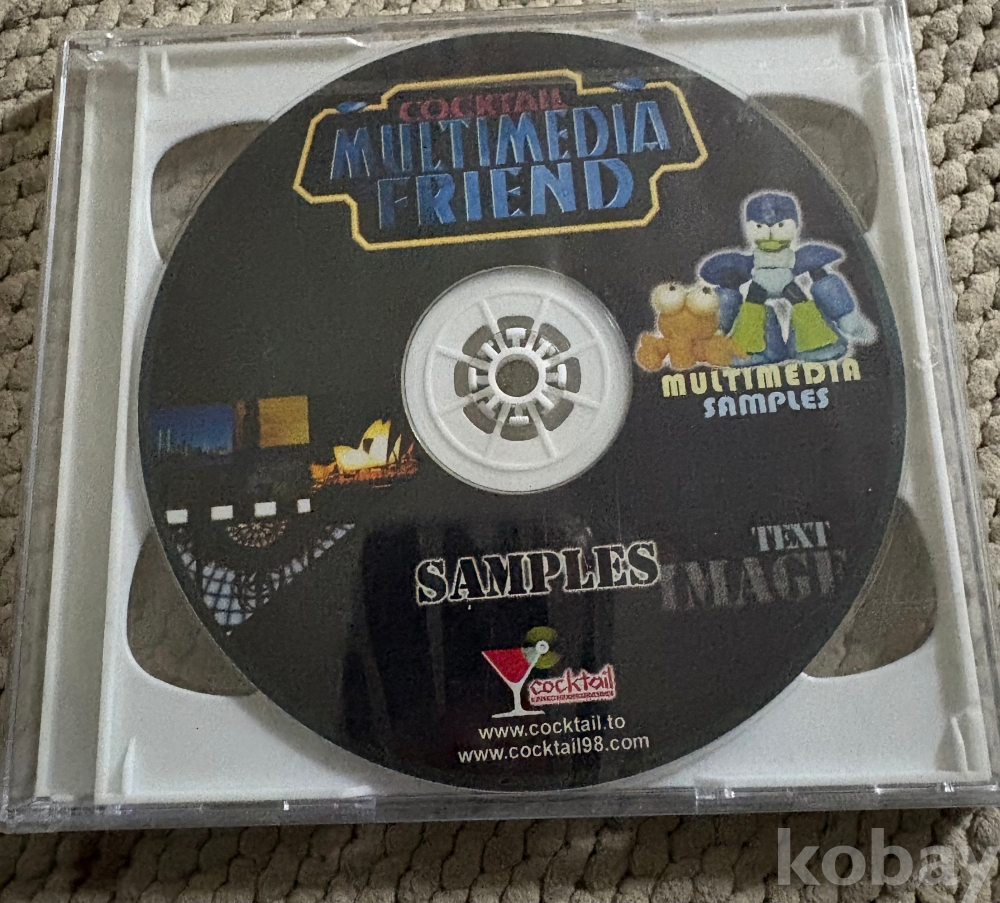 COCKTAIL
MULTIMEDIA
FRIEND
MULTIMEDIA
SAMPLES
TEXT
SAMPLES IMAGE
cocktail
www.cocktail.to
www.cocktail98.com
kobay